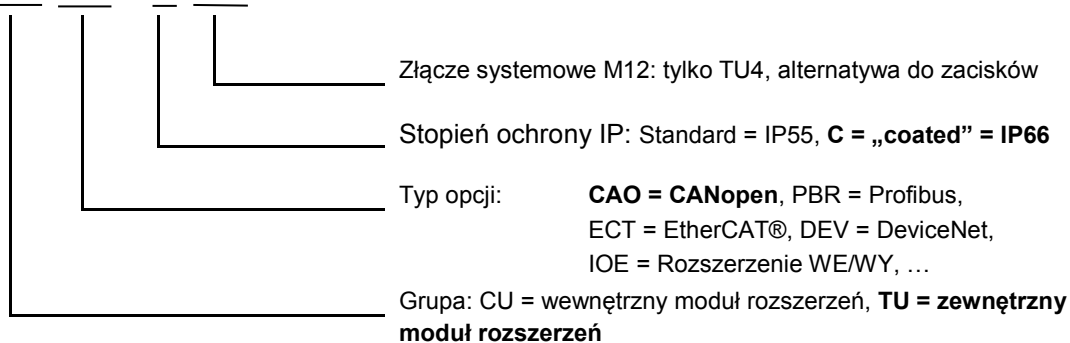 Złącze systemowe M12: tylko TU4, alternatywa do zacisków
Stopień ochrony IP: Standard = IP55, C = „coated” = IP66
Typ opcji: CAO = CANopen, PBR = Profibus,
ECT = EtherCAT®, DEV = DeviceNet,
IOE = Rozszerzenie WE/WY, …
Grupa: CU = wewnętrzny moduł rozszerzeń, TU = zewnętrzny
moduł rozszerzeń